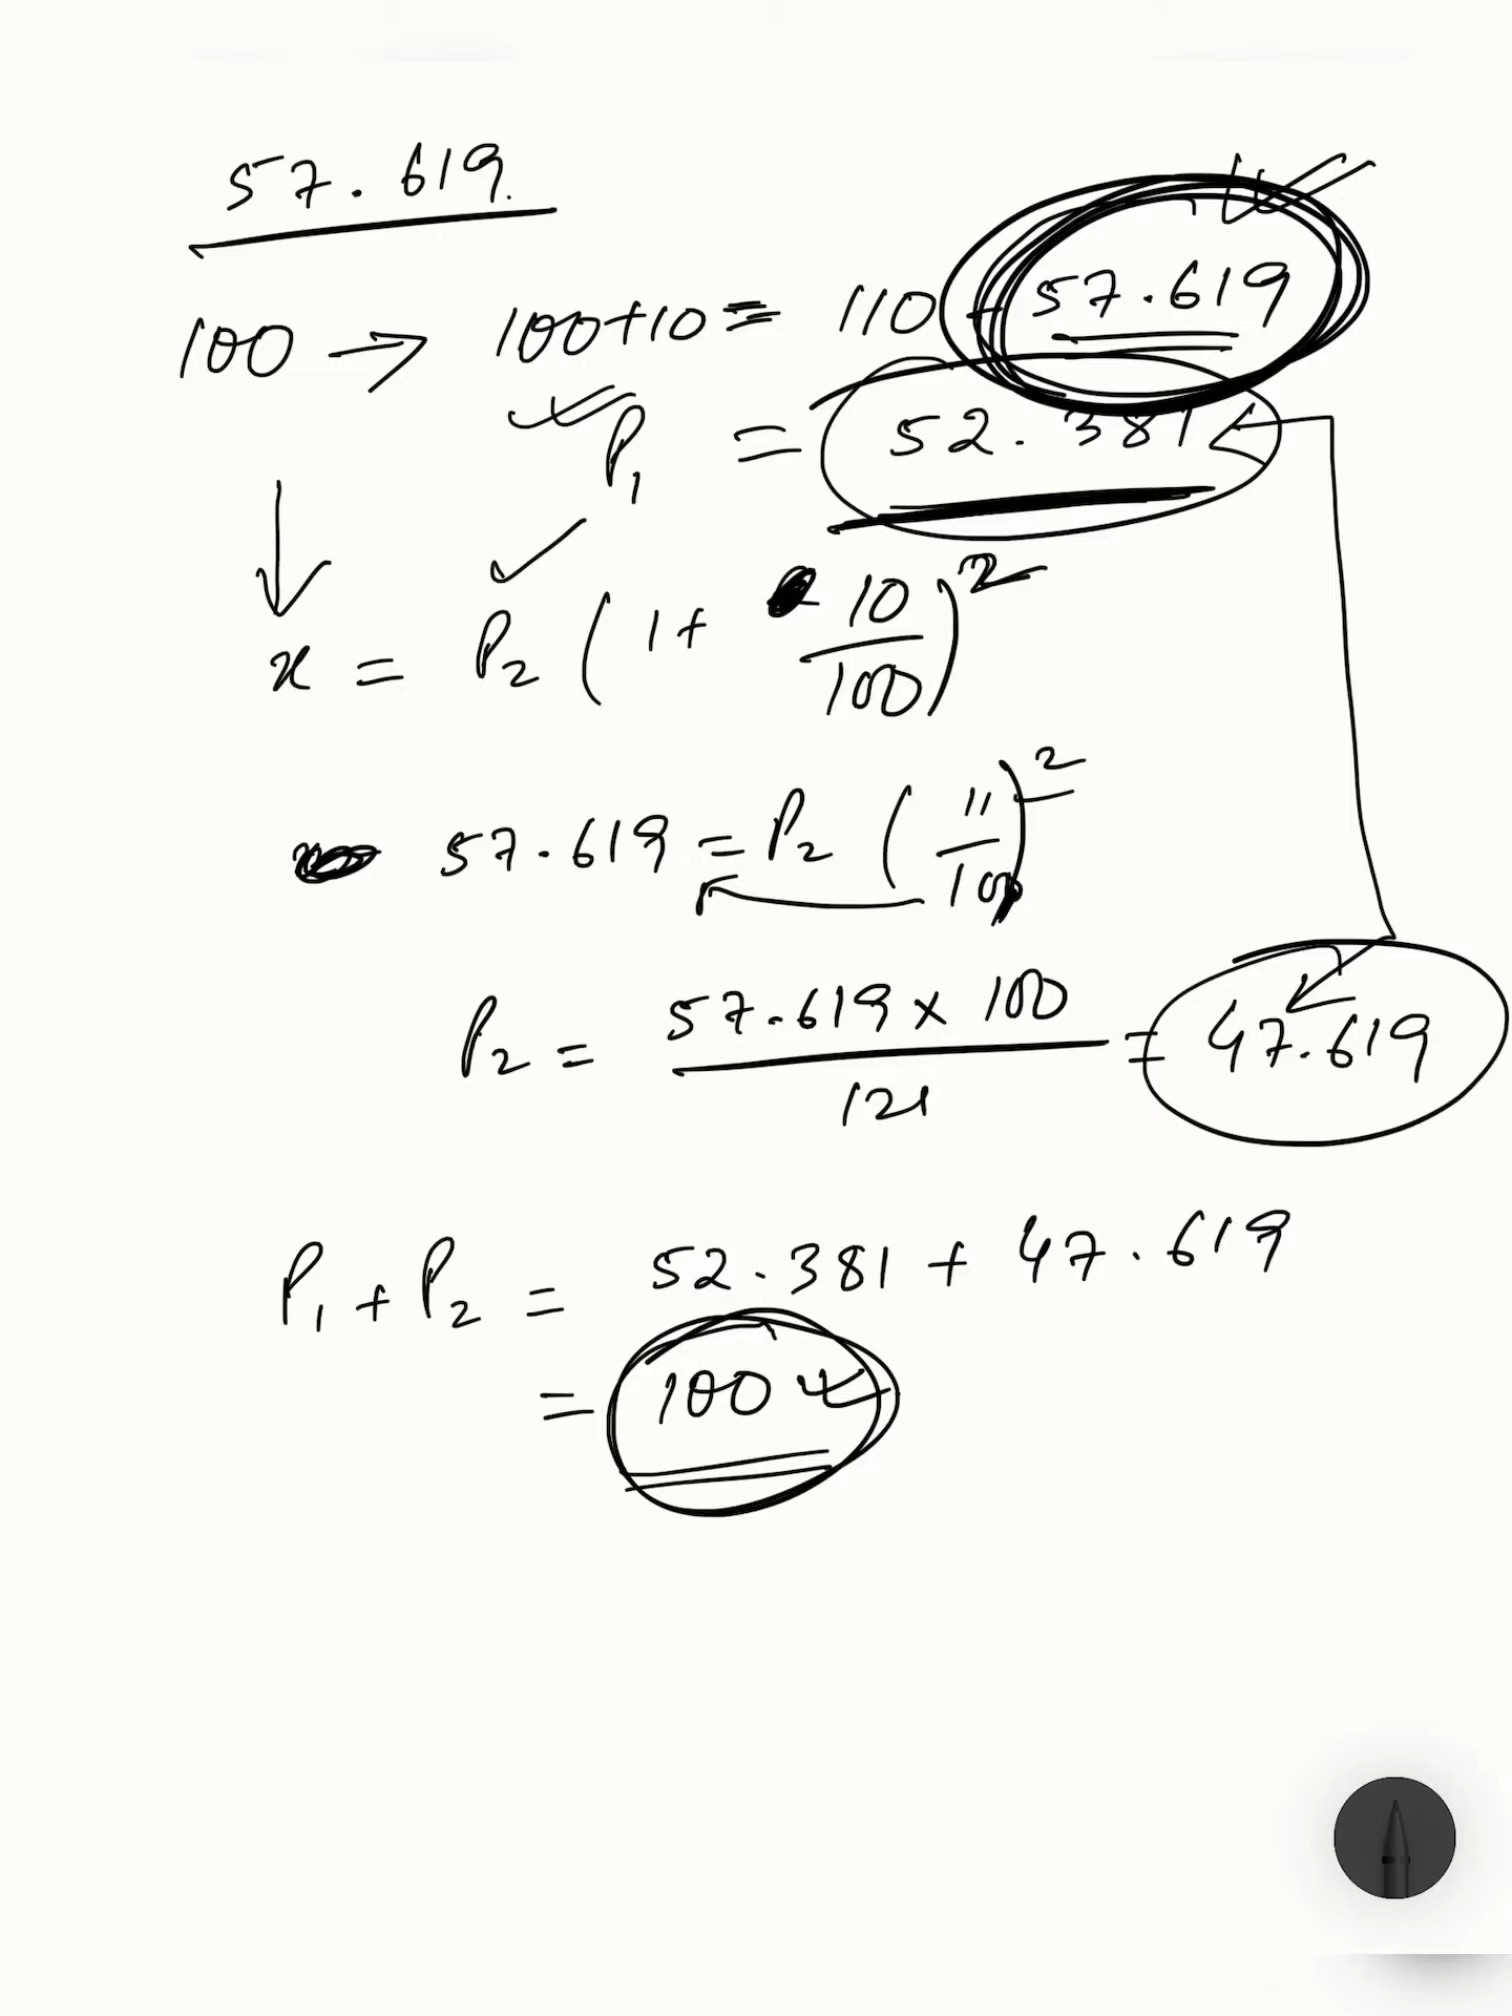 57.619.
100 → 100+10 = 110 - 57.619
P₁ = 52.381
x = P₂ (1 + 10/100)²
57.619 = P₂ (11/10)²
P₂ = 57.619 × 100 / 121 = 47.619
P₁ + P₂ = 52.381 + 47.619
= 100